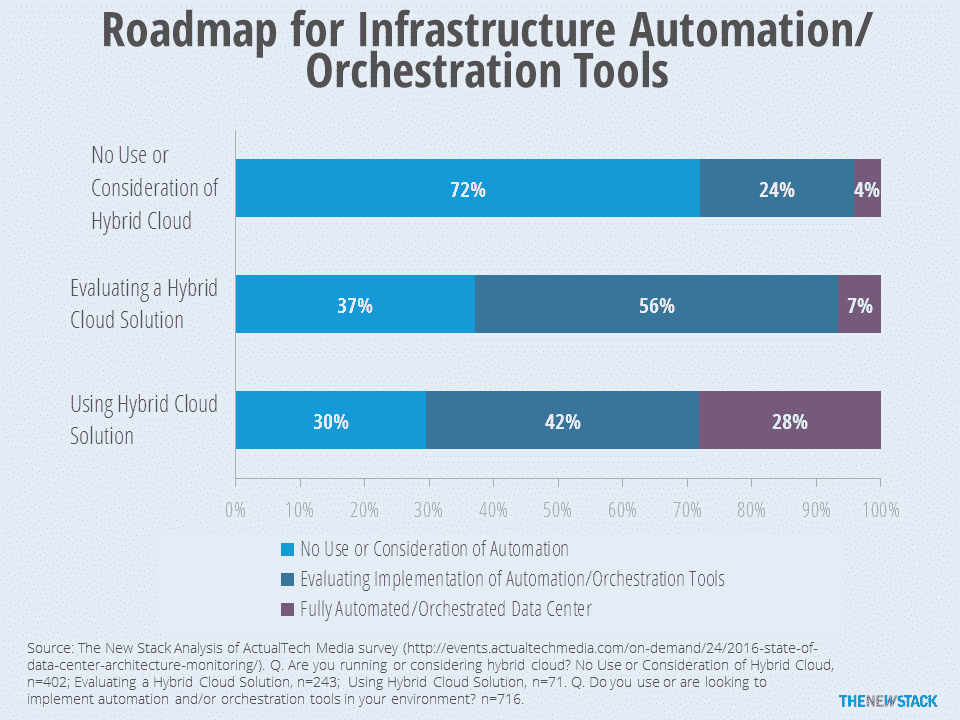 Roadmap for Infrastructure Automation/
Orchestration Tools
No Use or
Consideration of
Hybrid Cloud
72%
24%
4%
Evaluating a Hybrid
Cloud Solution
37%
56%
7%
Using Hybrid Cloud
Solution
30%
42%
28%
0%
10%
20%
30%
40%
50%
60%
70%
80%
90%
100%
No Use or Consideration of Automation
Evaluating Implementation of Automation/Orchestration Tools
Fully Automated/Orchestrated Data Center
Source: The New Stack Analysis of ActualTech Media survey (http://events.actualtechmedia.com/on-demand/24/2016-state-of-
data-center-architecture-monitoring/). Q. Are you running or considering hybrid cloud? No Use or Consideration of Hybrid Cloud,
n=402; Evaluating a Hybrid Cloud Solution, n=243; Using Hybrid Cloud Solution, n=71. Q. Do you use or are looking to
implement automation and/or orchestration tools in your environment? n=716.
THENEWSTACK